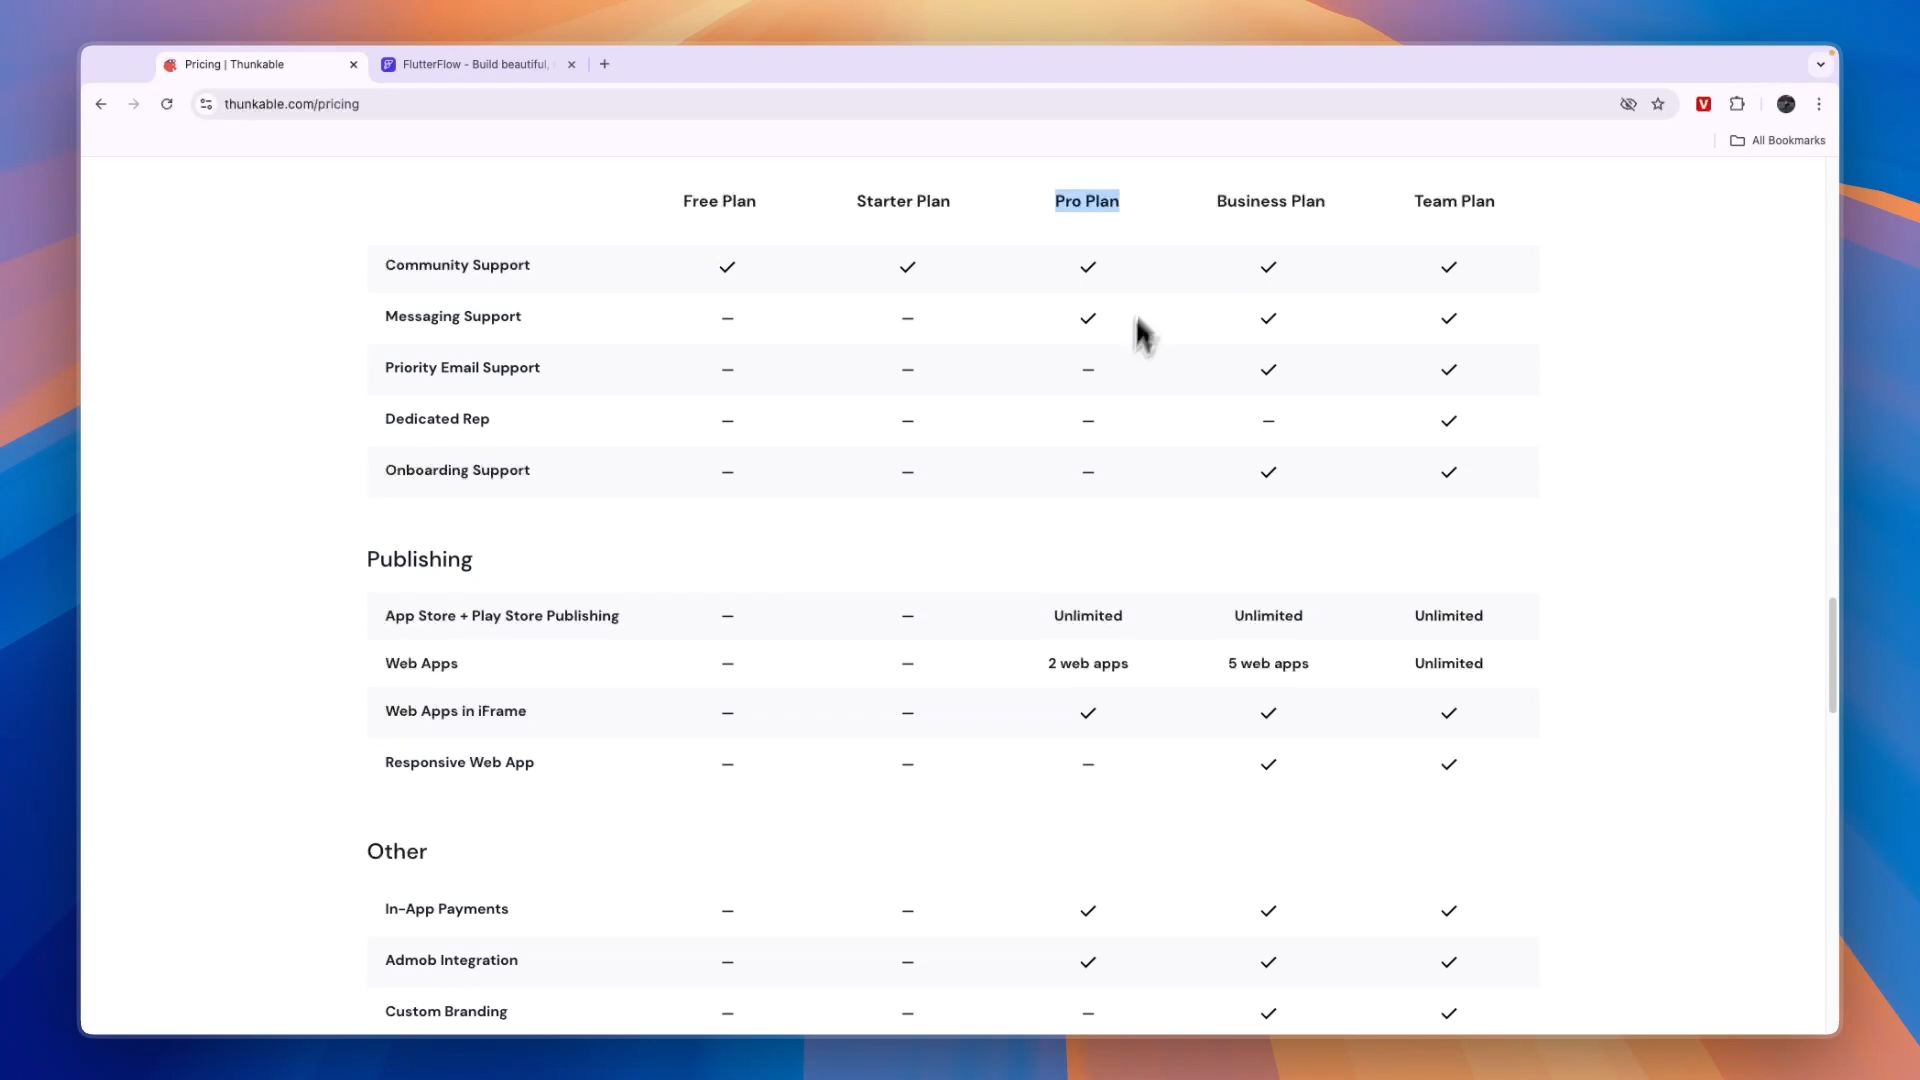 Pricing | Thunkable
FlutterFlow - Build beautiful,
thunkable.com/pricing
All Bookmarks
Free Plan Starter Plan Pro Plan Business Plan Team Plan
Community Support ✓ ✓ ✓ ✓ ✓
Messaging Support – – ✓ ✓ ✓
Priority Email Support – – – ✓ ✓
Dedicated Rep – – – – ✓
Onboarding Support – – – ✓ ✓
Publishing
App Store + Play Store Publishing – – Unlimited Unlimited Unlimited
Web Apps – – 2 web apps 5 web apps Unlimited
Web Apps in iFrame – – ✓ ✓ ✓
Responsive Web App – – – ✓ ✓
Other
In-App Payments – – ✓ ✓ ✓
Admob Integration – – ✓ ✓ ✓
Custom Branding – – – ✓ ✓